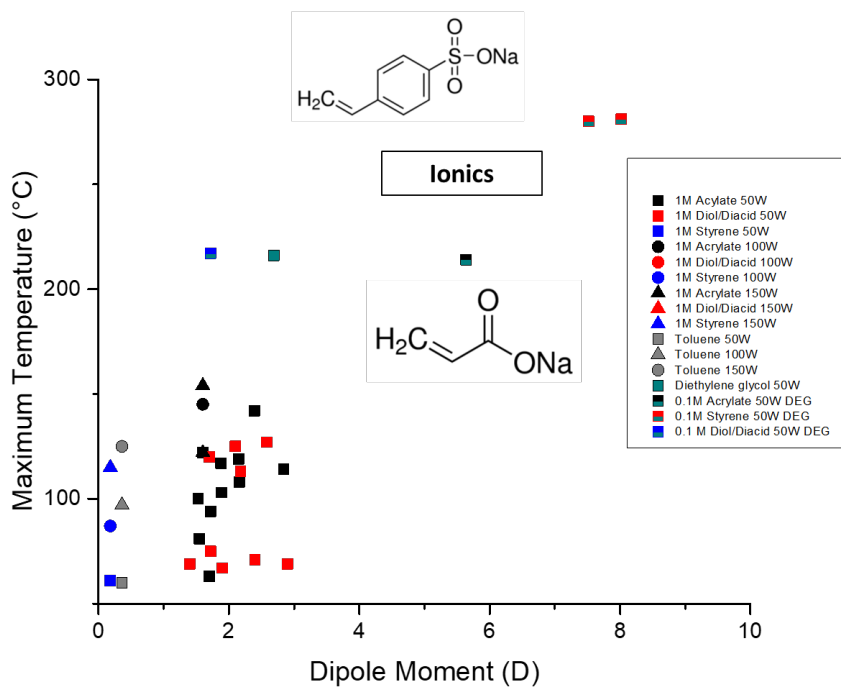 O
S
ONa
O
H2C
300
200
100
Maximum Temperature (°C)
Ionics
O
H2C
ONa
1M Acylate 50W
1M Diol/Diacid 50W
1M Styrene 50W
1M Acrylate 100W
1M Diol/Diacid 100W
1M Styrene 100W
1M Acrylate 150W
1M Diol/Diacid 150W
1M Styrene 150W
Toluene 50W
Toluene 100W
Toluene 150W
Diethylene glycol 50W
0.1M Acrylate 50W DEG
0.1M Styrene 50W DEG
0.1 M Diol/Diacid 50W DEG
0 2 4 6 8 10
Dipole Moment (D)